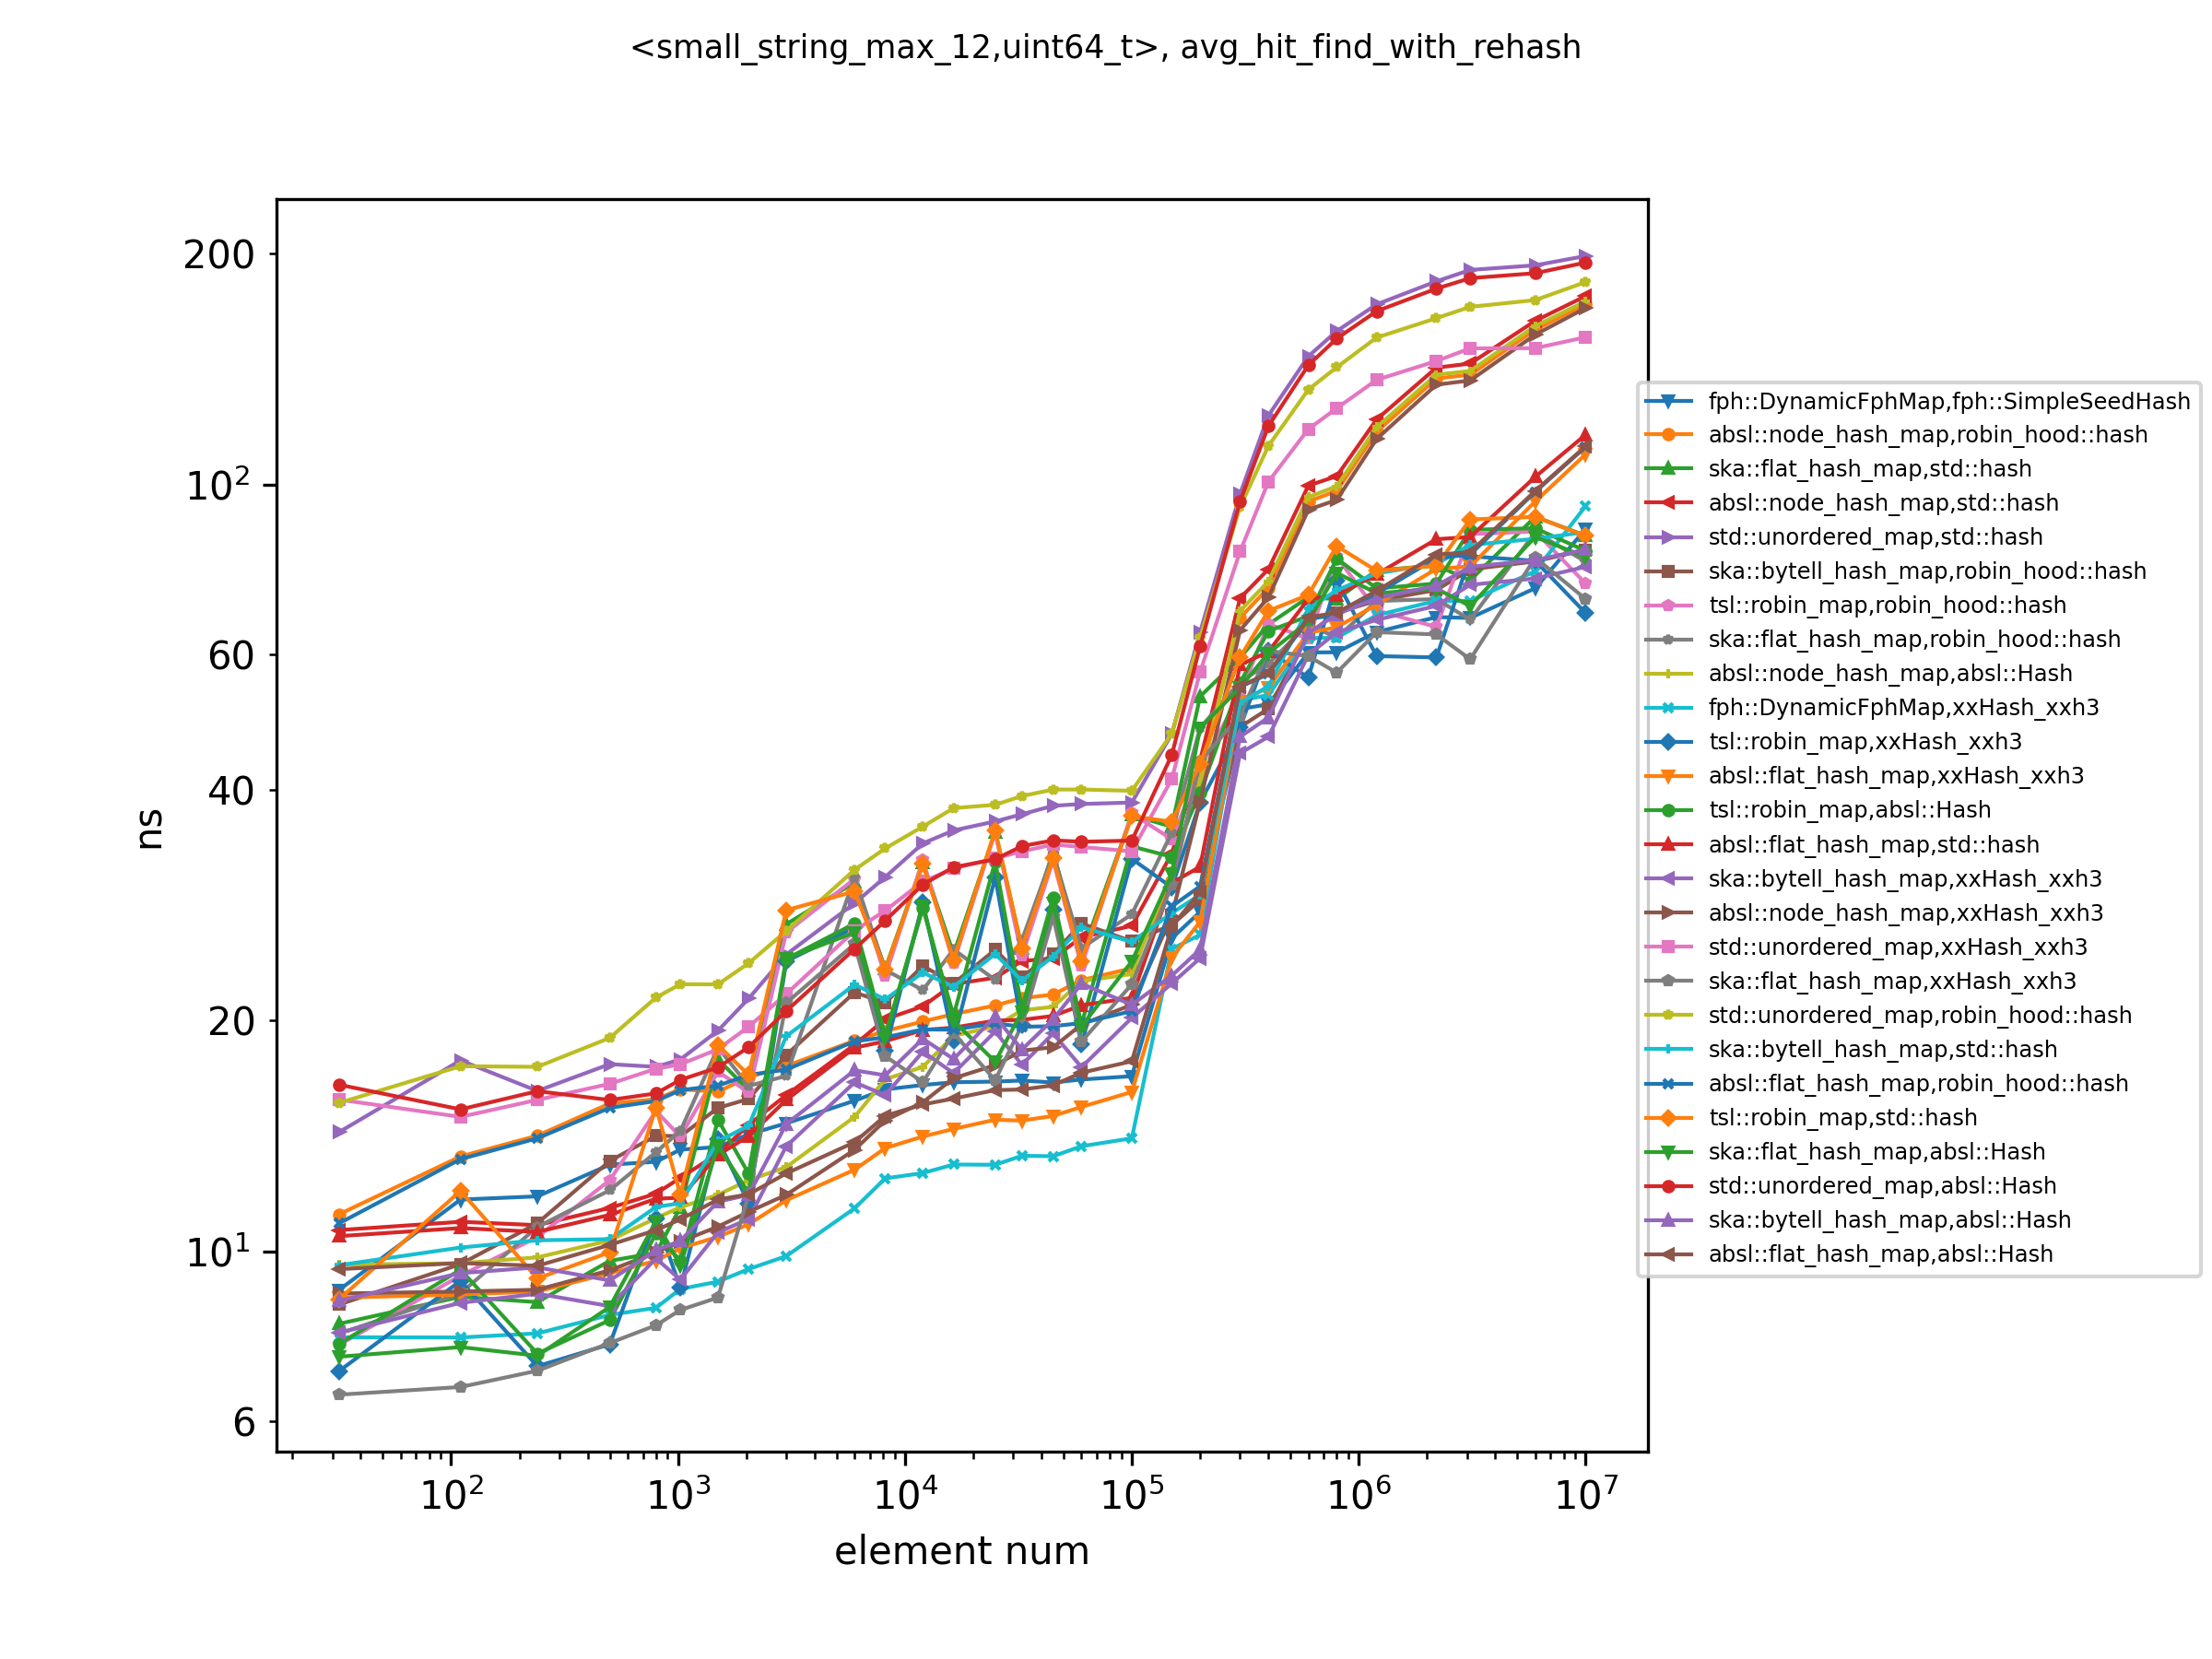 <small_string_max_12,uint64_t>, avg_hit_find_with_rehash
200
10²
60
40
20
10¹
6
ns
10² 10³ 10⁴ 10⁵ 10⁶ 10⁷
element num
fph::DynamicFphMap,fph::SimpleSeedHash
absl::node_hash_map,robin_hood::hash
ska::flat_hash_map,std::hash
absl::node_hash_map,std::hash
std::unordered_map,std::hash
ska::bytell_hash_map,robin_hood::hash
tsl::robin_map,robin_hood::hash
ska::flat_hash_map,robin_hood::hash
absl::node_hash_map,absl::Hash
fph::DynamicFphMap,xxHash_xxh3
tsl::robin_map,xxHash_xxh3
absl::flat_hash_map,xxHash_xxh3
tsl::robin_map,absl::Hash
absl::flat_hash_map,std::hash
ska::bytell_hash_map,xxHash_xxh3
absl::node_hash_map,xxHash_xxh3
std::unordered_map,xxHash_xxh3
ska::flat_hash_map,xxHash_xxh3
std::unordered_map,robin_hood::hash
ska::bytell_hash_map,std::hash
absl::flat_hash_map,robin_hood::hash
tsl::robin_map,std::hash
ska::flat_hash_map,absl::Hash
std::unordered_map,absl::Hash
ska::bytell_hash_map,absl::Hash
absl::flat_hash_map,absl::Hash